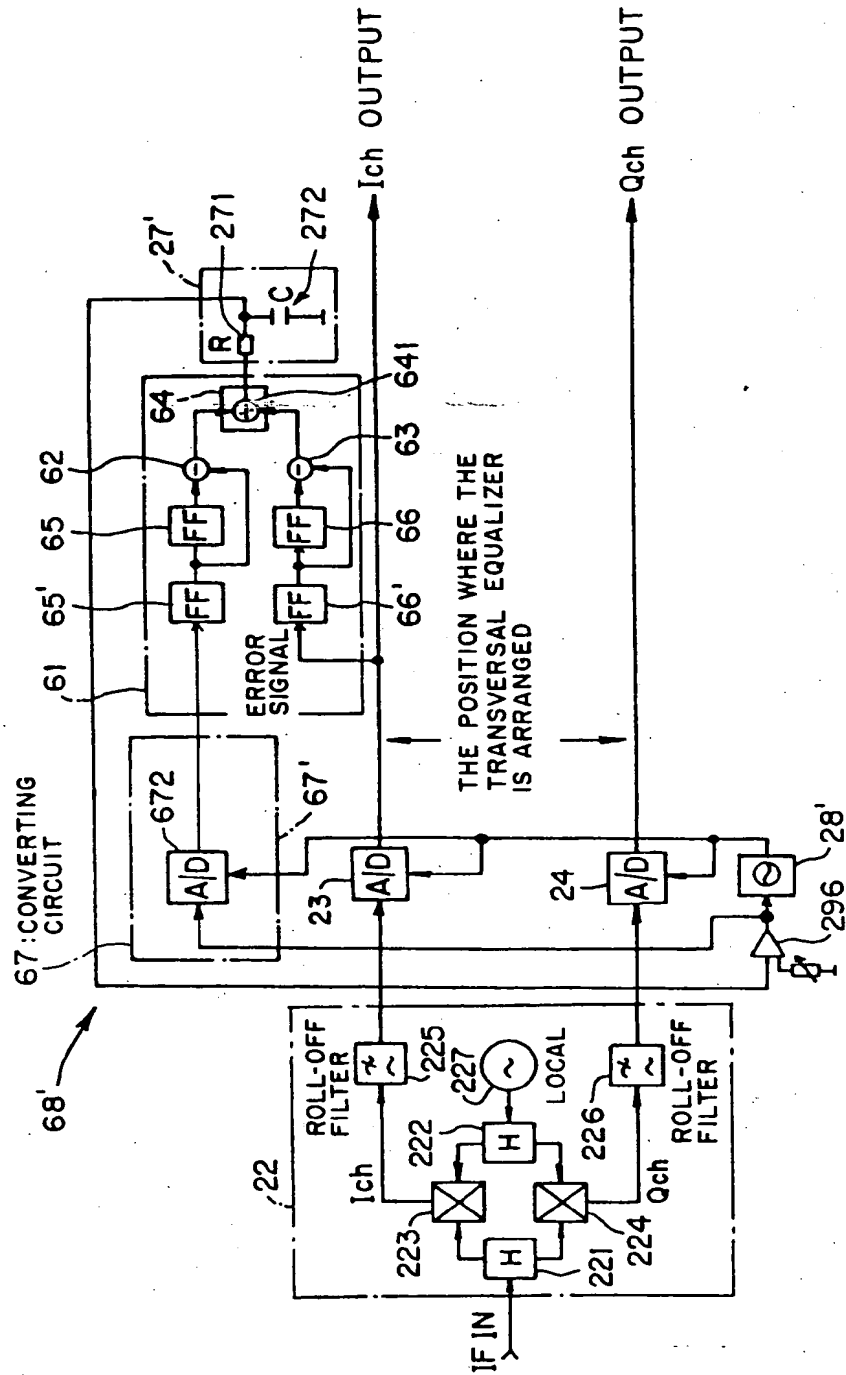 68'
67:CONVERTING
CIRCUIT
67'
672
A/D
61
65'
65
62
FF
FF
64
27'
271
R
C
272
641
63
66'
66
FF
FF
ERROR
SIGNAL
Ich OUTPUT
22
ROLL-OFF
FILTER
225
Ich
223
222
H
227
LOCAL
23
A/D
THE POSITION WHERE THE
TRANSVERSAL EQUALIZER
IS ARRANGED
IF IN
H
221
224
Qch
226
ROLL-OFF
FILTER
24
A/D
Qch OUTPUT
28'
296